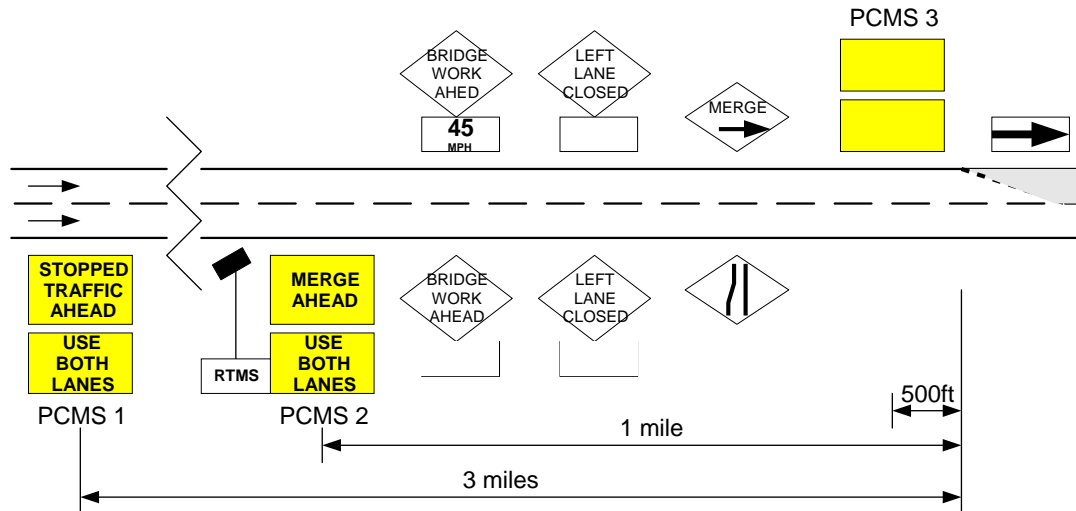 PCMS 3
BRIDGE
WORK
AHED
45
MPH
LEFT
LANE
CLOSED
MERGE
STOPPED
TRAFFIC
AHEAD
USE
BOTH
LANES
PCMS 1
RTMS
MERGE
AHEAD
USE
BOTH
LANES
PCMS 2
BRIDGE
WORK
AHEAD
LEFT
LANE
CLOSED
500ft
1 mile
3 miles